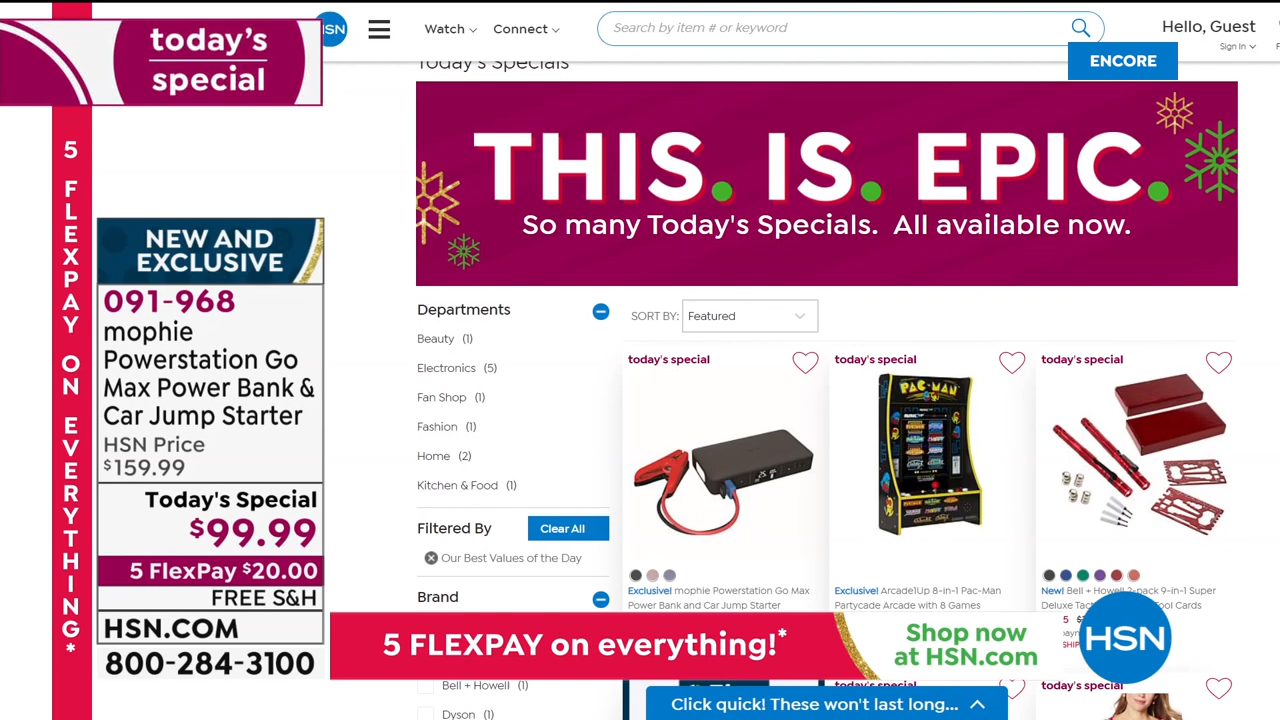 today's
special
HSN
Watch
Connect
Search by item # or keyword
Hello, Guest
Sign In
Today's Specials
ENCORE
5 FLEXPAY ON EVERYTHING*
THIS. IS. EPIC.
So many Today's Specials. All available now.
NEW AND
EXCLUSIVE
091-968
mophie
Powerstation Go
Max Power Bank &
Car Jump Starter
HSN Price
$159.99
Today's Special
$99.99
5 FlexPay $20.00
FREE S&H
HSN.COM
800-284-3100
Departments
Beauty (1)
Electronics (5)
Fan Shop (1)
Fashion (1)
Home (2)
Kitchen & Food (1)
Filtered By
Clear All
Our Best Values of the Day
Brand
Bell + Howell (1)
Dyson (1)
SORT BY:
Featured
today's special
today's special
today's special
PAC-MAN
Exclusive! mophie Powerstation Go Max
Power Bank and Car Jump Starter
Exclusive! Arcade1Up 8-in-1 Pac-Man
Partycade Arcade with 8 Games
New! Bell + Howell 2-pack 9-in-1 Super
5 FLEXPAY on everything!*
Shop now
at HSN.com
HSN
today's special
today's special
Click quick! These won't last long...